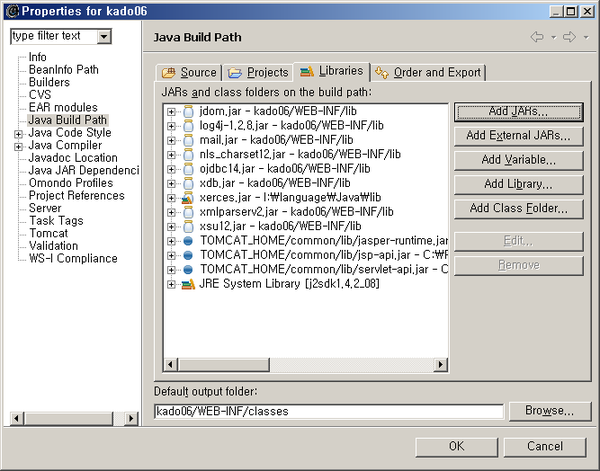 Properties for kado06
type filter text
Info
BeanInfo Path
Builders
CVS
EAR modules
Java Build Path
Java Code Style
Java Compiler
Javadoc Location
Java JAR Dependenci
Omondo Profiles
Project References
Server
Task Tags
Tomcat
Validation
WS-I Compliance
Java Build Path
Source
Projects
Libraries
Order and Export
JARs and class folders on the build path:
jdom.jar - kado06/WEB-INF/lib
log4j-1.2.8.jar - kado06/WEB-INF/lib
mail.jar - kado06/WEB-INF/lib
nls_charset12.jar - kado06/WEB-INF/lib
ojdbc14.jar - kado06/WEB-INF/lib
xdb.jar - kado06/WEB-INF/lib
xerces.jar - I:₩language₩Java₩lib
xmlparserv2.jar - kado06/WEB-INF/lib
xsu12.jar - kado06/WEB-INF/lib
TOMCAT_HOME/common/lib/jasper-runtime.jar
TOMCAT_HOME/common/lib/jsp-api.jar - C:₩F
TOMCAT_HOME/common/lib/servlet-api.jar - C
JRE System Library [j2sdk1.4.2_08]
Add JARs...
Add External JARs...
Add Variable...
Add Library...
Add Class Folder...
Edit...
Remove
Default output folder:
kado06/WEB-INF/classes
Browse...
OK
Cancel